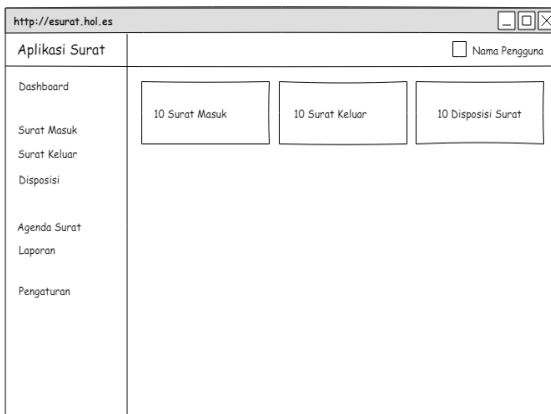 http://esurat.hol.es
Aplikasi Surat
Nama Pengguna
Dashboard
Surat Masuk
Surat Keluar
Disposisi
Agenda Surat
Laporan
Pengaturan
10 Surat Masuk
10 Surat Keluar
10 Disposisi Surat